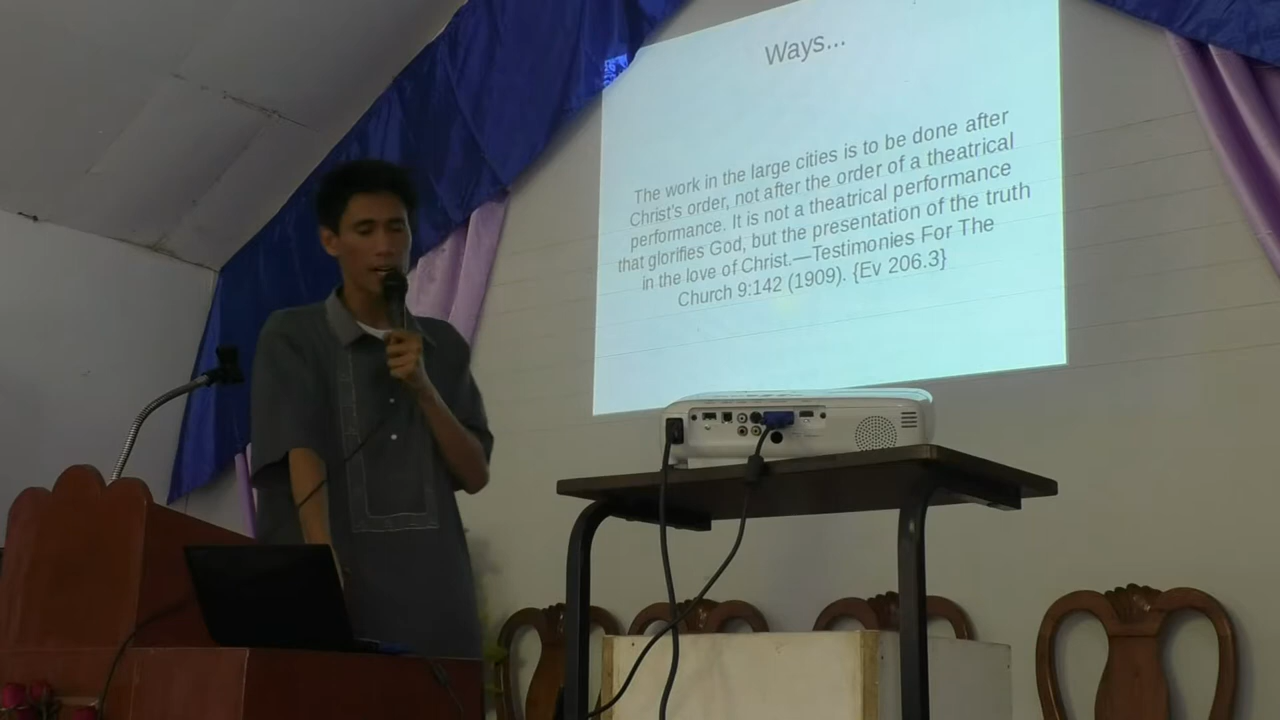 Ways...
The work in the large cities is to be done after
Christ's order, not after the order of a theatrical
performance. It is not a theatrical performance
that glorifies God, but the presentation of the truth
in the love of Christ.—Testimonies For The
Church 9:142 (1909). {Ev 206.3}